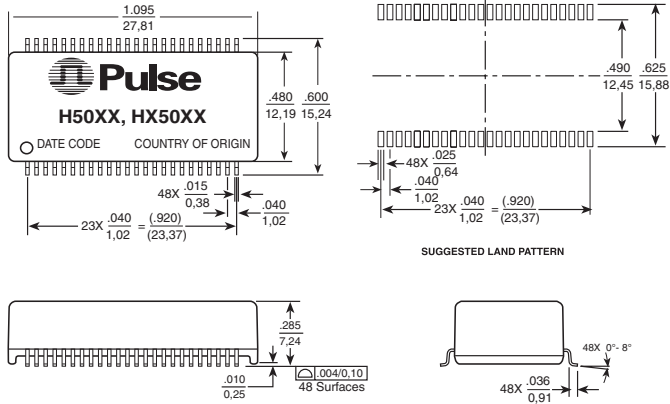 1.095
27,81
Pulse
H50XX, HX50XX
DATE CODE COUNTRY OF ORIGIN
.480
12,19
.600
15,24
48X .015
0,38
.040
1,02
23X .040 = (.920)
1,02 (23,37)
.490
12,45
.625
15,88
48X .025
0,64
.040
1,02
23X .040 = (.920)
1,02 (23,37)
SUGGESTED LAND PATTERN
.285
7,24
.010
0,25
.004/0,10
48 Surfaces
48X 0°- 8°
48X .036
0,91